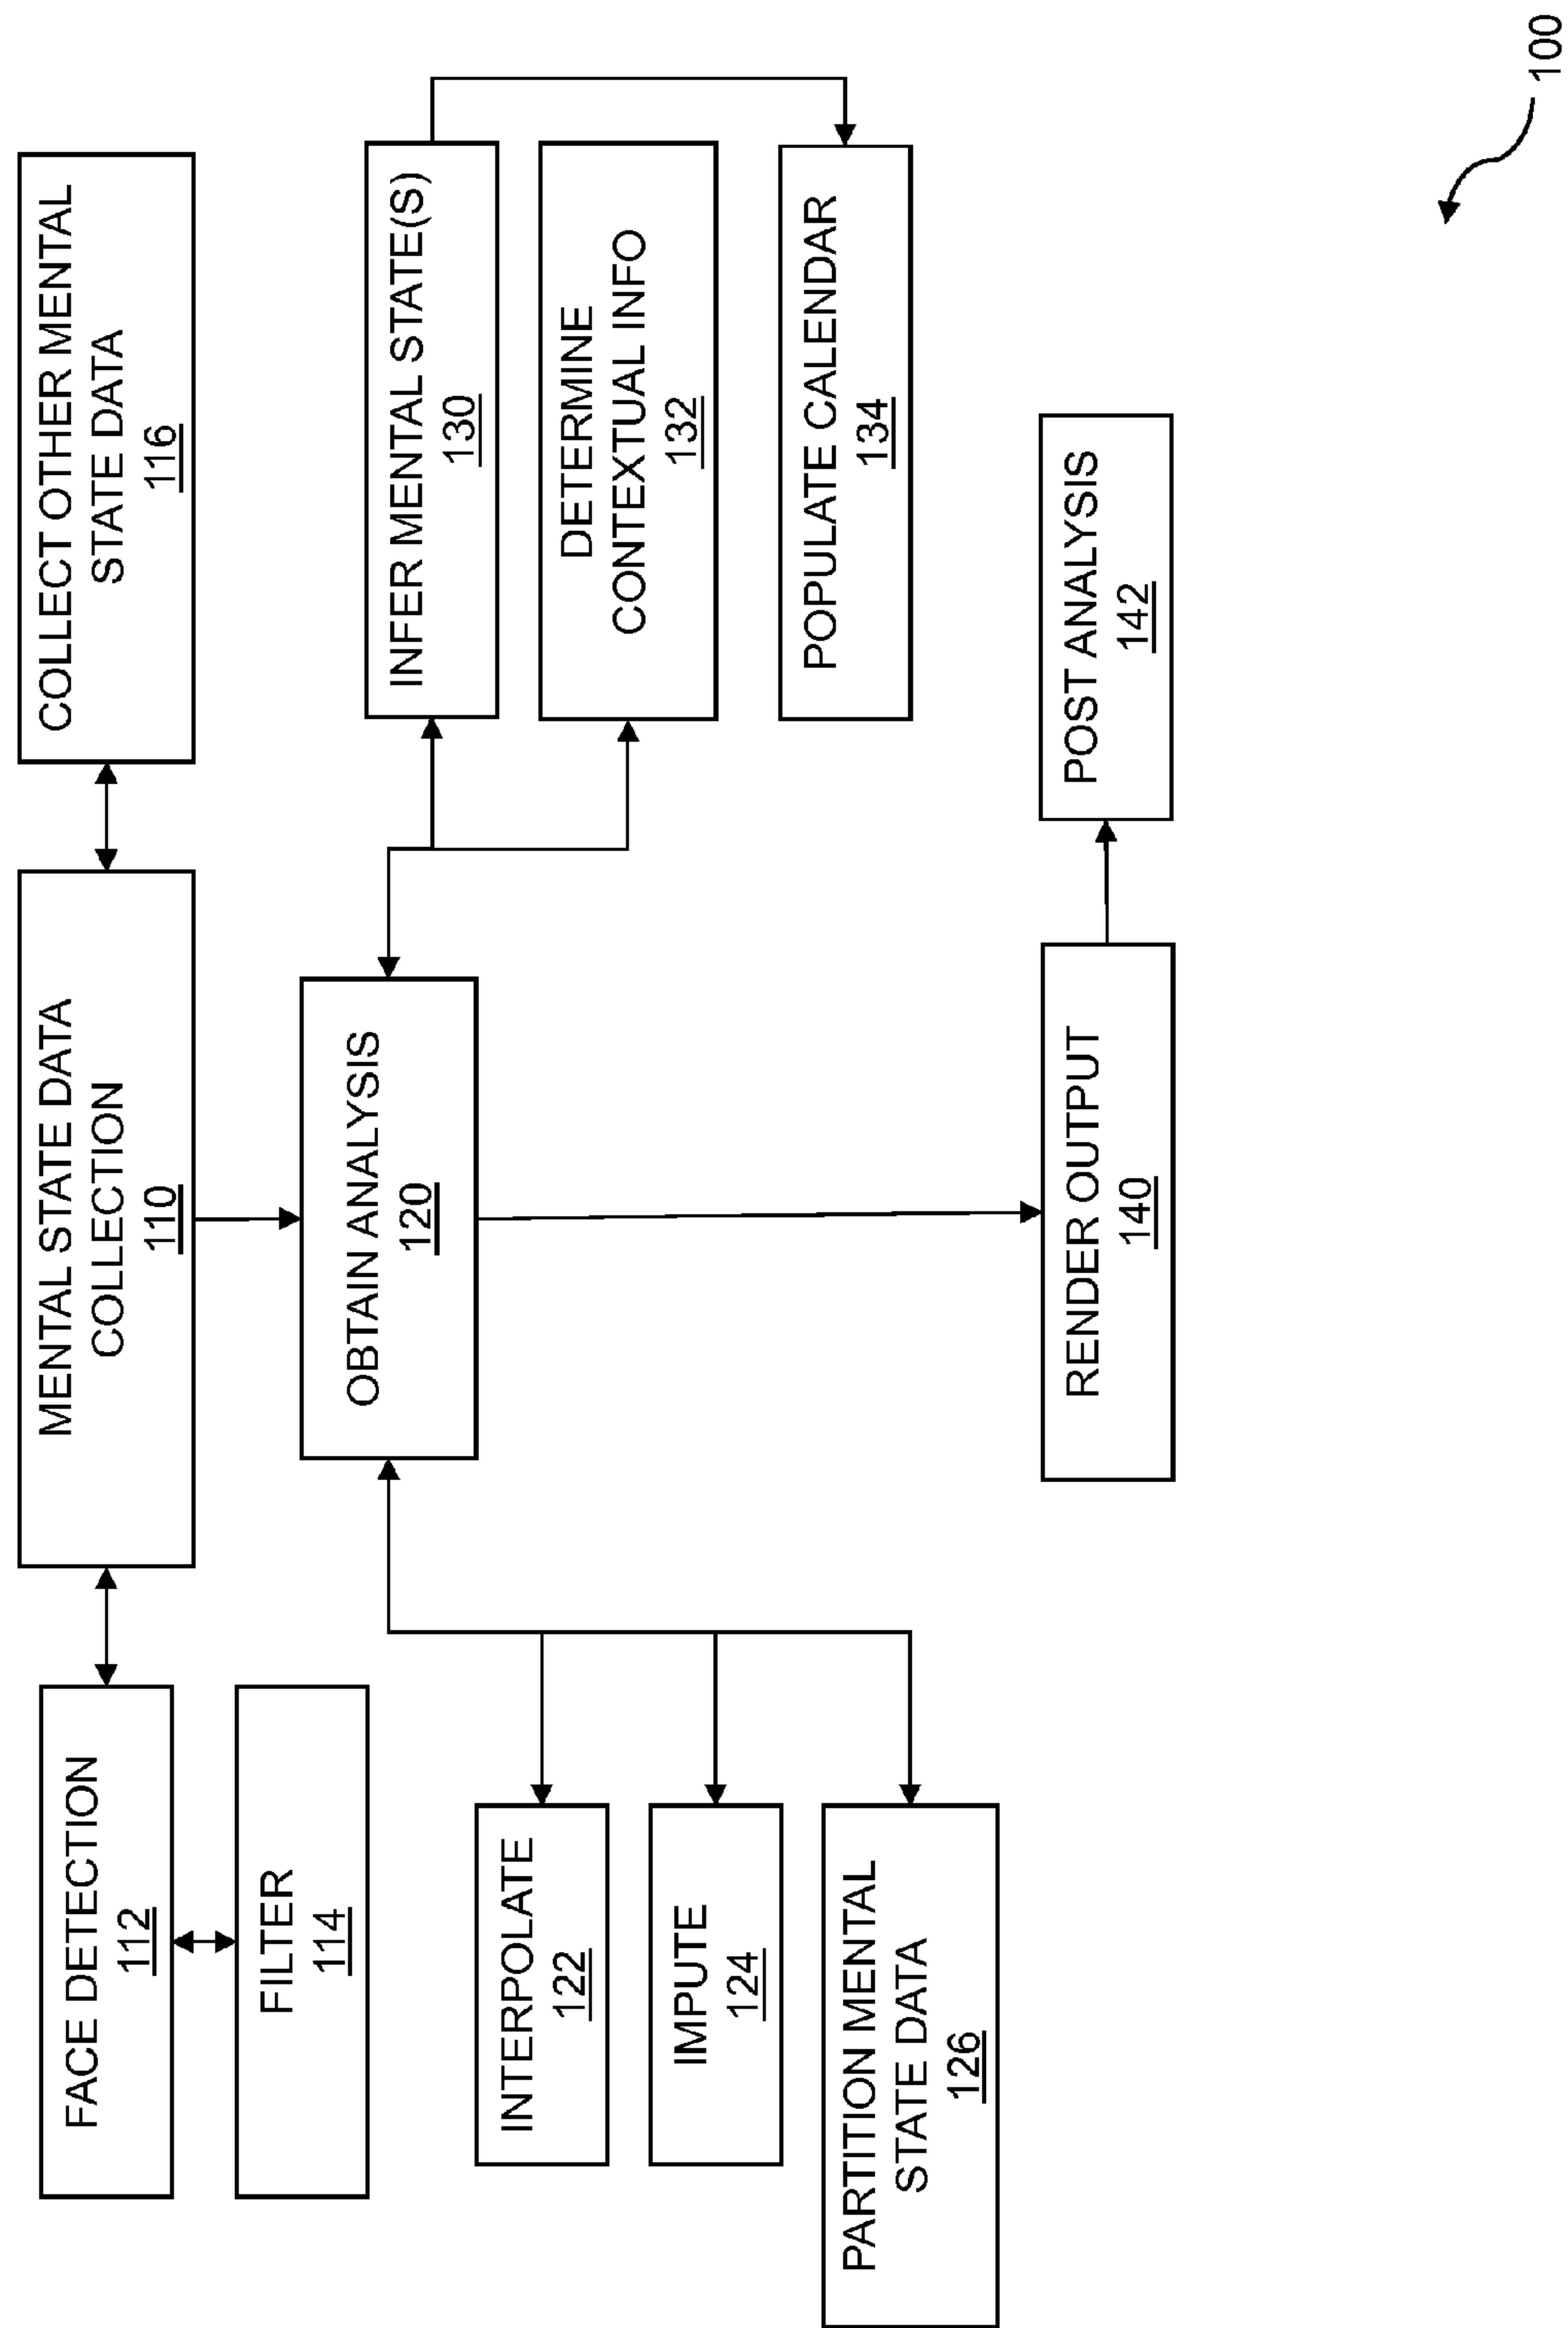 FACE DETECTION
112
FILTER
114
MENTAL STATE DATA
COLLECTION
110
COLLECT OTHER MENTAL
STATE DATA
116
OBTAIN ANALYSIS
120
INTERPOLATE
122
IMPUTE
124
PARTITION MENTAL
STATE DATA
126
INFER MENTAL STATE(S)
130
DETERMINE
CONTEXTUAL INFO
132
POPULATE CALENDAR
134
RENDER OUTPUT
140
POST ANALYSIS
142
100